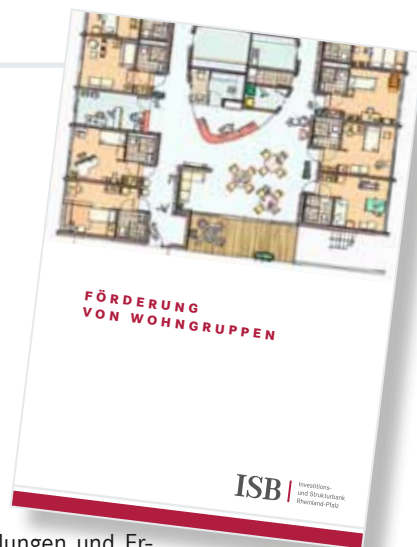 FÖRDERUNG
VON WOHNGRUPPEN
ISB
Investitions-
und Strukturbank
Rheinland-Pfalz
lungen und Er-